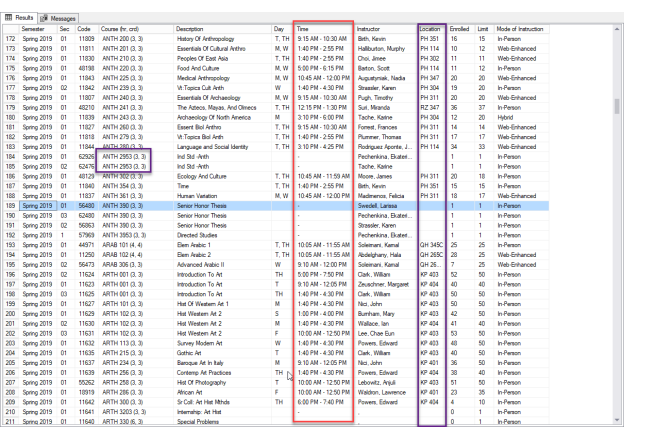 Results Messages
Semester Sec Code Course (hr, crd) Description Day Time Instructor Location Enrolled Limit Mode of Instruction
172 Spring 2019 01 11809 ANTH 200 (3, 3) History Of Anthropology T, TH 9:15 AM - 10:30 AM Birth, Kevin PH 351 16 15 In-Person
173 Spring 2019 01 11811 ANTH 201 (3, 3) Essentials Of Cultural Anthro M, W 1:40 PM - 2:55 PM Halliburton, Murphy PH 114 10 12 Web-Enhanced
174 Spring 2019 01 11830 ANTH 210 (3, 3) Peoples Of East Asia T, TH 1:40 PM - 2:55 PM Choi, Jinee PH 302 11 11 Web-Enhanced
175 Spring 2019 01 48198 ANTH 220 (3, 3) Food And Culture M, W 5:00 PM - 6:15 PM Barton, Scott PH 114 11 12 In-Person
176 Spring 2019 01 11843 ANTH 225 (3, 3) Medical Anthropology M, W 10:45 AM - 12:00 PM Augustyniak, Nadia PH 347 20 20 Web-Enhanced
177 Spring 2019 02 11842 ANTH 239 (3, 3) Vt:Topics Cult Anth W 1:40 PM - 4:30 PM Strassler, Karen PH 304 19 20 In-Person
178 Spring 2019 01 11807 ANTH 240 (3, 3) Essentials Of Archaeology M, W 9:15 AM - 10:30 AM Pugh, Timothy PH 311 20 20 Web-Enhanced
179 Spring 2019 01 48210 ANTH 241 (3, 3) The Aztecs, Mayas, And Olmecs T, TH 12:15 PM - 1:30 PM Suri, Miranda RZ 347 36 37 In-Person
180 Spring 2019 01 11839 ANTH 243 (3, 3) Archaeology Of North America M 3:10 PM - 6:00 PM Tache, Karine PH 304 12 20 Hybrid
181 Spring 2019 01 11827 ANTH 260 (3, 3) Essent Biol Anthro T, TH 9:15 AM - 10:30 AM Forrest, Frances PH 311 14 14 Web-Enhanced
182 Spring 2019 01 11818 ANTH 279 (3, 3) Vt:Topics Biol Anth T, TH 1:40 PM - 2:55 PM Plummer, Thomas PH 311 17 17 Web-Enhanced
183 Spring 2019 01 11844 ANTH 280 (3, 3) Language and Social Identity T, TH 3:10 PM - 4:25 PM Rodriguez Aponte, J... PH 114 34 33 Web-Enhanced
184 Spring 2019 01 62926 ANTH 2953 (3, 3) Ind Std -Anth - Pechenkina, Ekateri... 1 1 In-Person
185 Spring 2019 02 62476 ANTH 2953 (3, 3) Ind Std -Anth - Tache, Karine 1 1 In-Person
186 Spring 2019 01 48129 ANTH 302 (3, 3) Ecology And Culture T, TH 10:45 AM - 11:59 AM Moore, James PH 311 20 18 In-Person
187 Spring 2019 01 11840 ANTH 354 (3, 3) Time T, TH 1:40 PM - 2:55 PM Birth, Kevin PH 351 15 15 In-Person
188 Spring 2019 01 11837 ANTH 361 (3, 3) Human Variation M, W 10:45 AM - 12:00 PM Madimenos, Felicia PH 311 18 17 Web-Enhanced
189 Spring 2019 01 56480 ANTH 390 (3, 3) Senior Honor Thesis - Swedell, Larissa 1 1 In-Person
190 Spring 2019 03 62480 ANTH 390 (3, 3) Senior Honor Thesis - Pechenkina, Ekateri... 1 1 In-Person
191 Spring 2019 02 56863 ANTH 390 (3, 3) Senior Honor Thesis - Strassler, Karen 1 1 In-Person
192 Spring 2019 1 57969 ANTH 3953 (3, 3) Directed Studies - Pechenkina, Ekateri... 1 1 In-Person
193 Spring 2019 01 44971 ARAB 101 (4, 4) Elem Arabic 1 T, TH 10:05 AM - 11:55 AM Soleimani, Kamal QH 345C 25 25 In-Person
194 Spring 2019 01 11250 ARAB 102 (4, 4) Elem Arabic 2 T, TH 10:05 AM - 11:55 AM Abdelghany, Hala QH 265C 28 25 Web-Enhanced
195 Spring 2019 02 56473 ARAB 306 (3, 3) Advanced Arabic II W 9:10 AM - 12:00 PM Soleimani, Kamal QH 26... 7 25 Web-Enhanced
196 Spring 2019 02 11624 ARTH 001 (3, 3) Introduction To Art TH 5:00 PM - 7:50 PM Clark, William KP 403 52 50 In-Person
197 Spring 2019 02 11623 ARTH 001 (3, 3) Introduction To Art T 9:10 AM - 12:05 PM Zeuschner, Margaret KP 404 40 50 In-Person
198 Spring 2019 03 11625 ARTH 001 (3, 3) Introduction To Art TH 1:40 PM - 4:30 PM Clark, William KP 403 50 50 In-Person
199 Spring 2019 01 11627 ARTH 101 (3, 3) Hist Of Western Art 1 M 1:40 PM - 4:30 PM Nici, John KP 403 50 50 In-Person
200 Spring 2019 01 11629 ARTH 102 (3, 3) Hist Western Art 2 S 1:00 PM - 4:00 PM Burnham, Mary KP 403 42 50 In-Person
201 Spring 2019 02 11630 ARTH 102 (3, 3) Hist Western Art 2 M 1:40 PM - 4:30 PM Wallace, Ian KP 404 41 40 In-Person
202 Spring 2019 03 11631 ARTH 102 (3, 3) Hist Western Art 2 F 10:00 AM - 12:50 PM Lee, Chae Eun KP 403 53 50 In-Person
203 Spring 2019 01 11632 ARTH 113 (3, 3) Survey Modern Art W 1:40 PM - 4:30 PM Powers, Edward KP 403 48 50 In-Person
204 Spring 2019 01 11635 ARTH 215 (3, 3) Gothic Art T 1:40 PM - 4:30 PM Clark, William KP 403 40 50 In-Person
205 Spring 2019 01 11637 ARTH 234 (3, 3) Baroque Art In Italy M 9:10 AM - 12:05 PM Nici, John KP 401 36 50 In-Person
206 Spring 2019 01 11639 ARTH 256 (3, 3) Contemp Art Practices TH 1:40 PM - 4:30 PM Powers, Edward KP 404 38 40 In-Person
207 Spring 2019 02 55262 ARTH 258 (3, 3) Hist Of Photography T 10:00 AM - 12:50 PM Lebowitz, Anjuli KP 403 51 50 In-Person
208 Spring 2019 01 18919 ARTH 286 (3, 3) African Art F 10:00 AM - 12:50 PM Waldron, Lawrence KP 401 23 35 In-Person
209 Spring 2019 01 11642 ARTH 300 (3, 3) Sr Coll: Art Hist Mthds TH 6:00 PM - 7:40 PM Powers, Edward KP 404 4 10 In-Person
210 Spring 2019 01 11641 ARTH 3203 (3, 3) Internship: Art Hist - 0 1 In-Person
211 Spring 2019 01 11640 ARTH 330 (6, 3) Special Problems - 0 1 In-Person